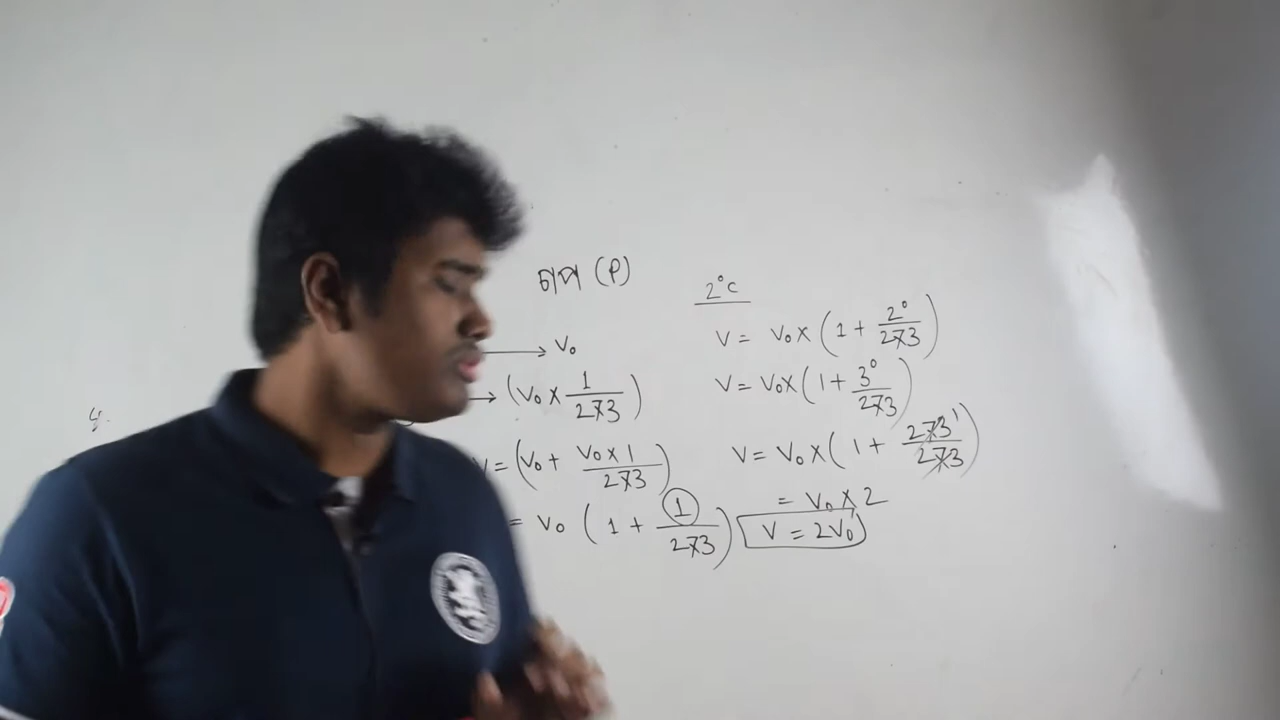 চাপ (P)
→ V₀
→ (V₀ × 1/273)
V = (V₀ + V₀ × 1/273)
= V₀ (1 + 1/273)
2°C
V = V₀ × (1 + 2°/273)
V = V₀ × (1 + 3°/273)
V = V₀ × (1 + 273/273)
= V₀ × 2
V = 2V₀